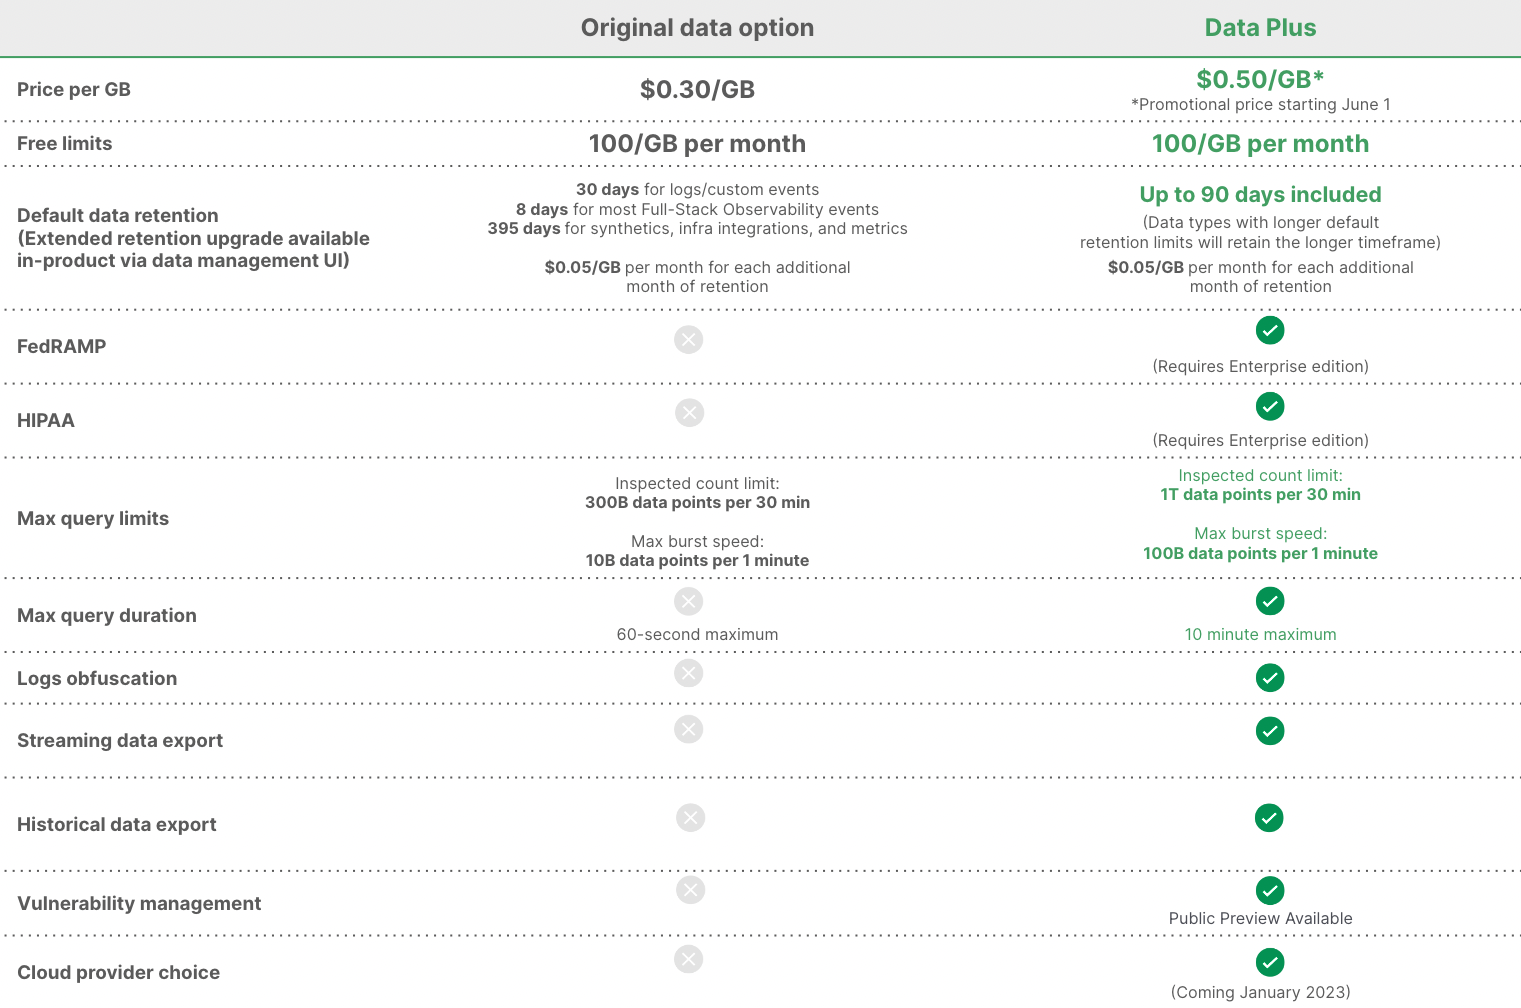 Original data option
Data Plus
Price per GB
$0.30/GB
$0.50/GB*
*Promotional price starting June 1
Free limits
100/GB per month
100/GB per month
Default data retention
(Extended retention upgrade available
in-product via data management UI)
30 days for logs/custom events
8 days for most Full-Stack Observability events
395 days for synthetics, infra integrations, and metrics
$0.05/GB per month for each additional
month of retention
Up to 90 days included
(Data types with longer default
retention limits will retain the longer timeframe)
$0.05/GB per month for each additional
month of retention
FedRAMP
(Requires Enterprise edition)
HIPAA
(Requires Enterprise edition)
Max query limits
Inspected count limit:
300B data points per 30 min
Max burst speed:
10B data points per 1 minute
Inspected count limit:
1T data points per 30 min
Max burst speed:
100B data points per 1 minute
Max query duration
60-second maximum
10 minute maximum
Logs obfuscation
Streaming data export
Historical data export
Vulnerability management
Public Preview Available
Cloud provider choice
(Coming January 2023)